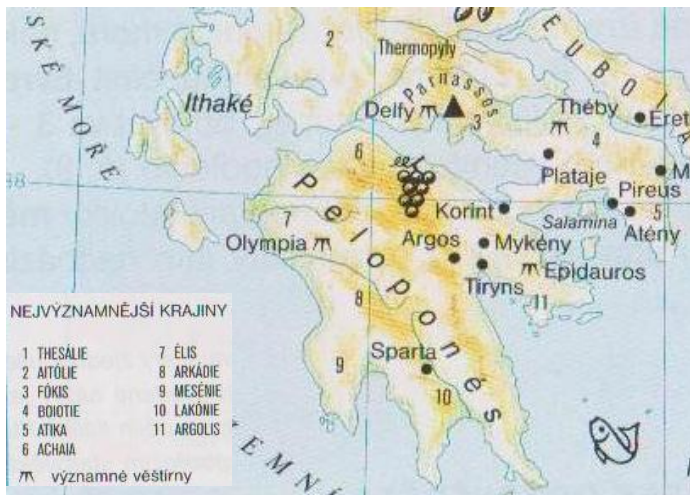 SKÉ MOŘE
Ithaké
2
Thermopyly
Parnassos
Delfy
3
EUBOIA
Théby
Eret
4
Plataje
6
38
Peloponés
7
Olympia
Korint
Salamina
Pireus
M
5
Atény
Argos
Mykény
Tiryns
Epidauros
11
8
9
Sparta
10
EMNÍ
NEJVÝZNAMNĚJŠÍ KRAJINY
1 THESÁLIE
2 AITÓLIE
3 FÓKIS
4 BOIOTIE
5 ATIKA
6 ACHAIA
7 ÉLIS
8 ARKÁDIE
9 MESÉNIE
10 LAKÓNIE
11 ARGOLIS
významné věštírny